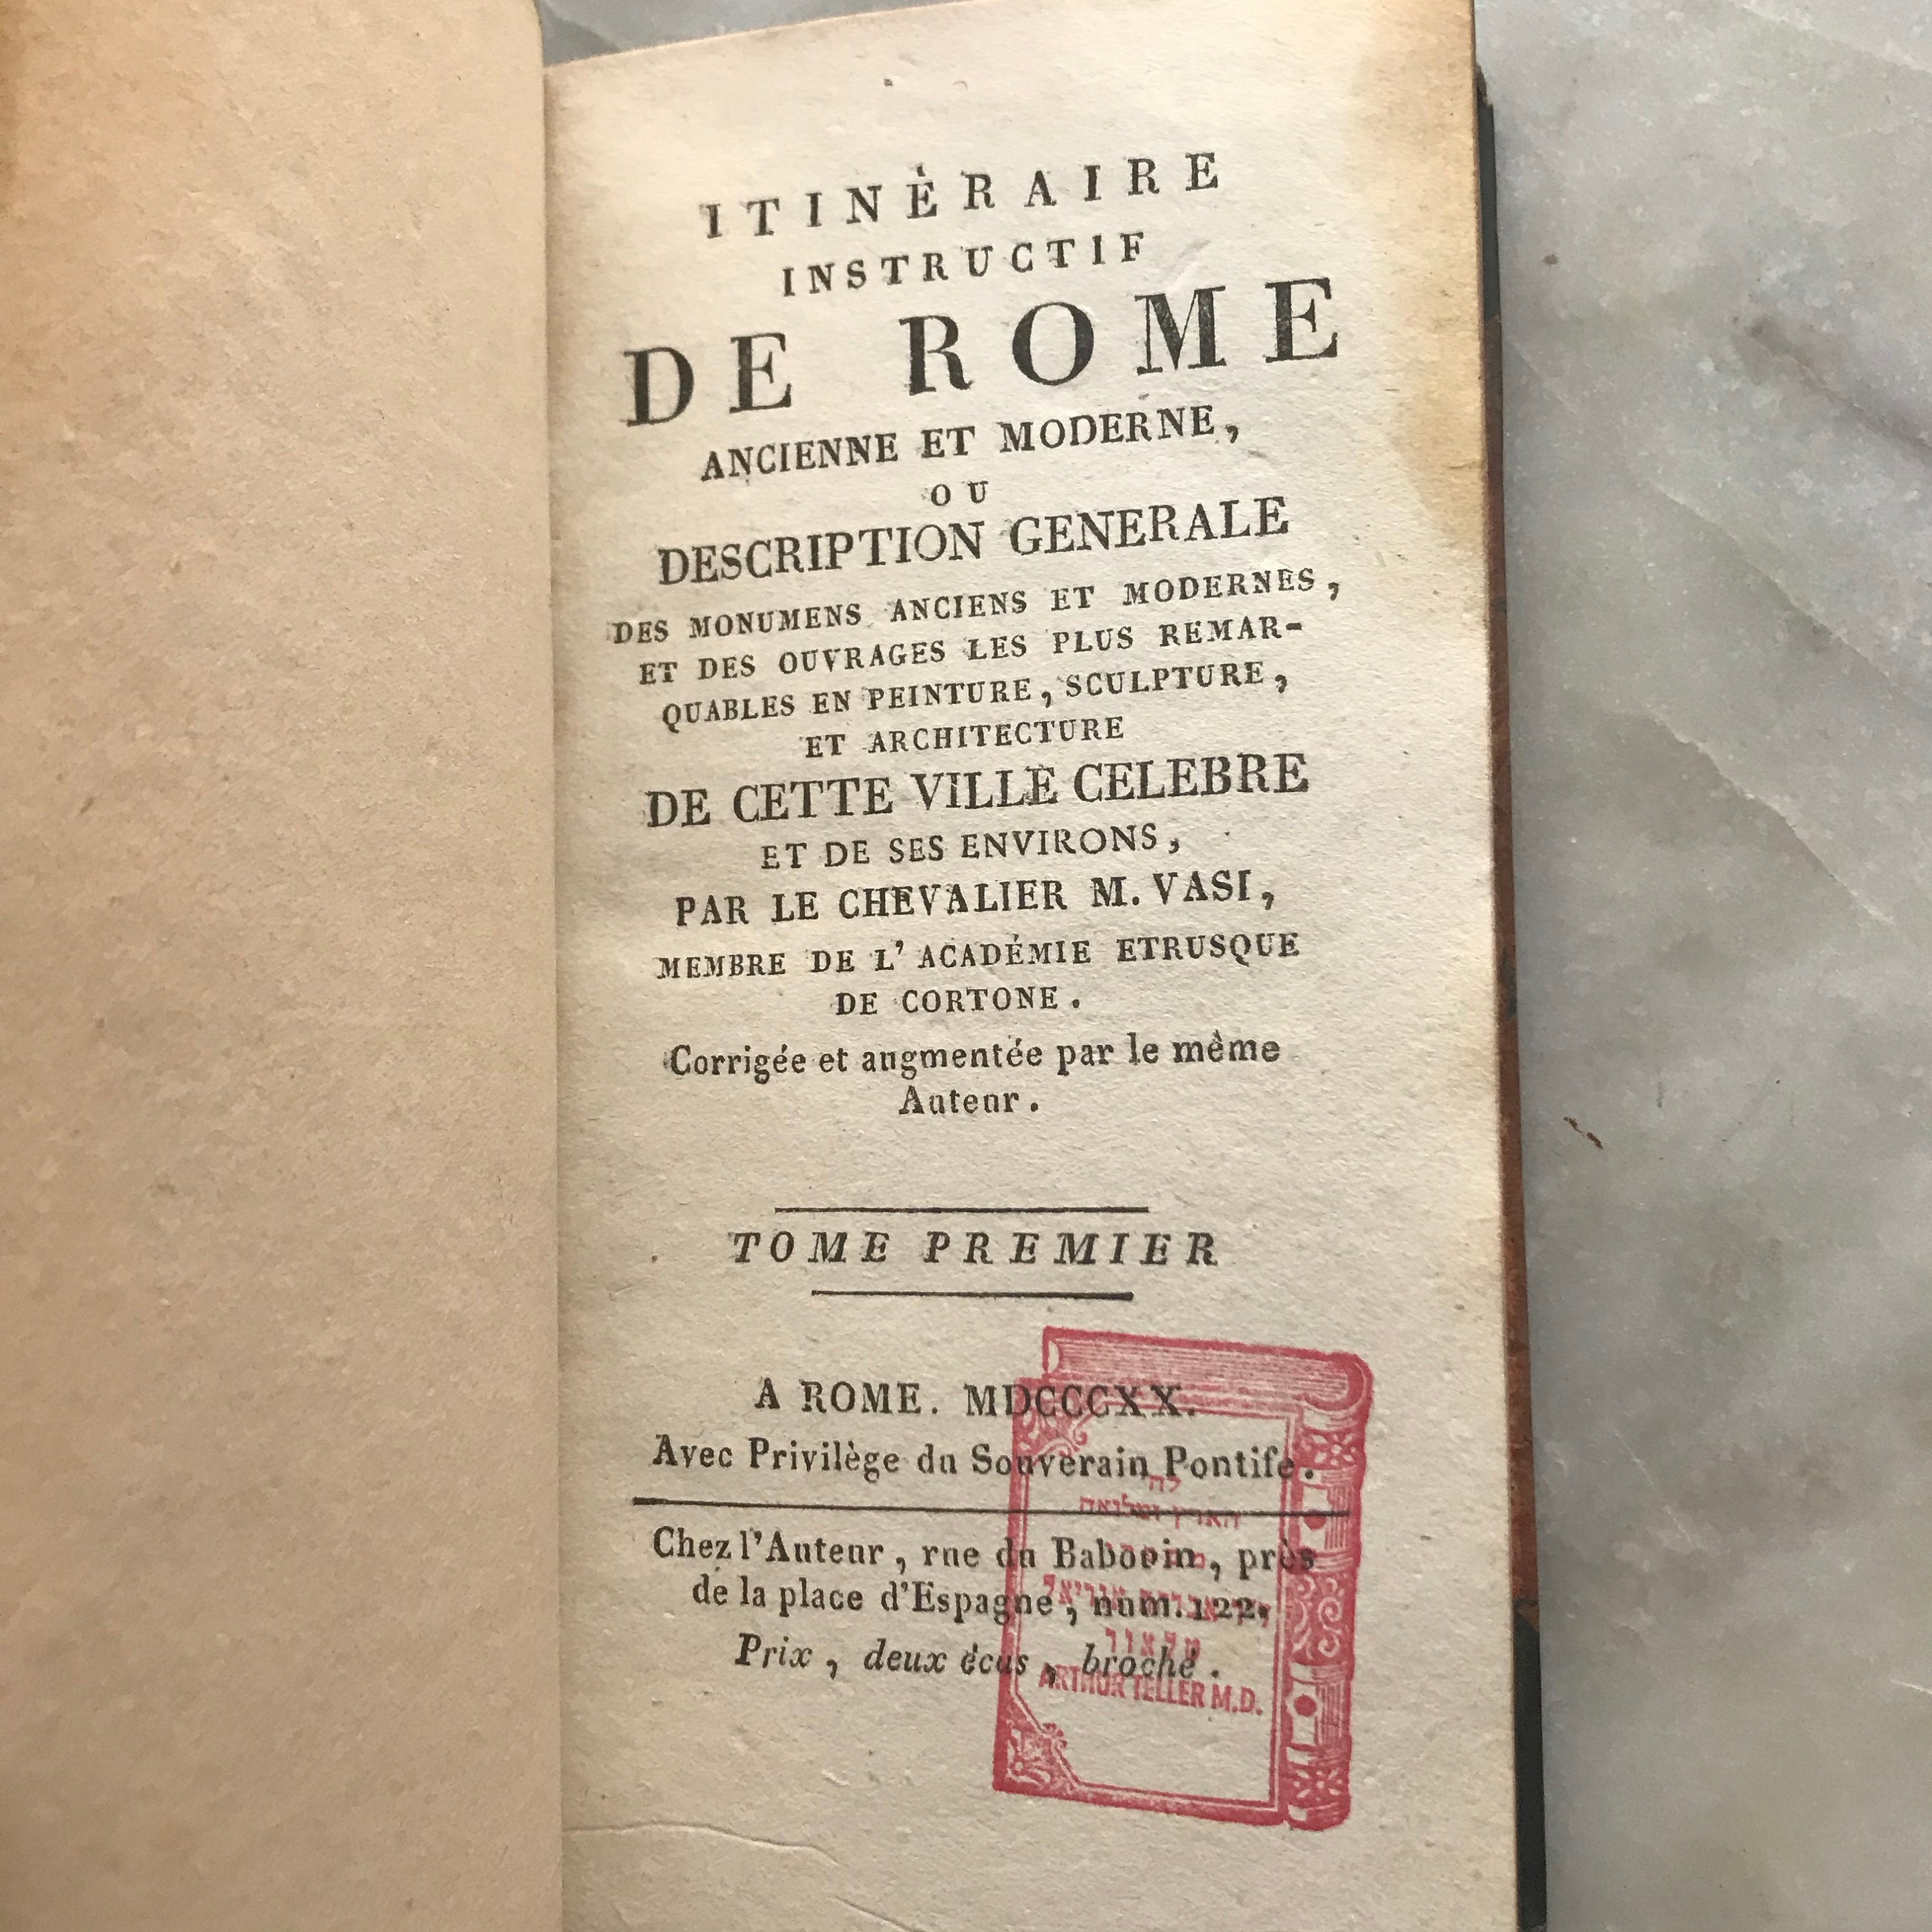 ITINÉRAIRE
INSTRUCTIF
DE ROME
ANCIENNE ET MODERNE,
OU
DESCRIPTION GENERALE
DES MONUMENS ANCIENS ET MODERNES,
ET DES OUVRAGES LES PLUS REMAR-
QUABLES EN PEINTURE, SCULPTURE,
ET ARCHITECTURE
DE CETTE VILLE CELEBRE
ET DE SES ENVIRONS,
PAR LE CHEVALIER M. VASI,
MEMBRE DE L'ACADÉMIE ETRUSQUE
DE CORTONE.
Corrigée et augmentée par le même
Auteur.
TOME PREMIER
A ROME. MDCCCXX.
Avec Privilège du Souverain Pontife.
Chez l'Auteur, rue du Babouin, près
de la place d'Espagne, num. 122.
Prix, deux écus, broché.
לה'
הארץ ומלואה
ARTHUR TELLER M.D.